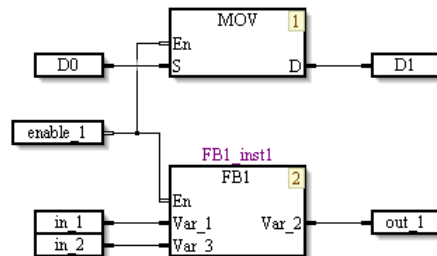 MOV 1
En
D0 S D D1
enable_1
FB1_inst1
FB1 2
En
in_1 Var_1 Var_2 out_1
in_2 Var_3